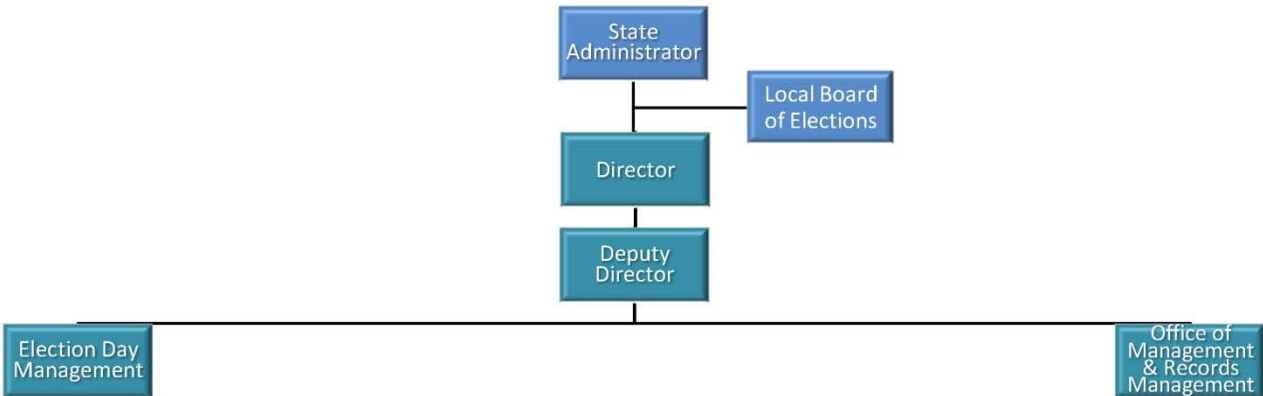 State
Administrator
Local Board
of Elections
Director
Deputy
Director
Election Day
Management
Office of
Management
& Records
Management